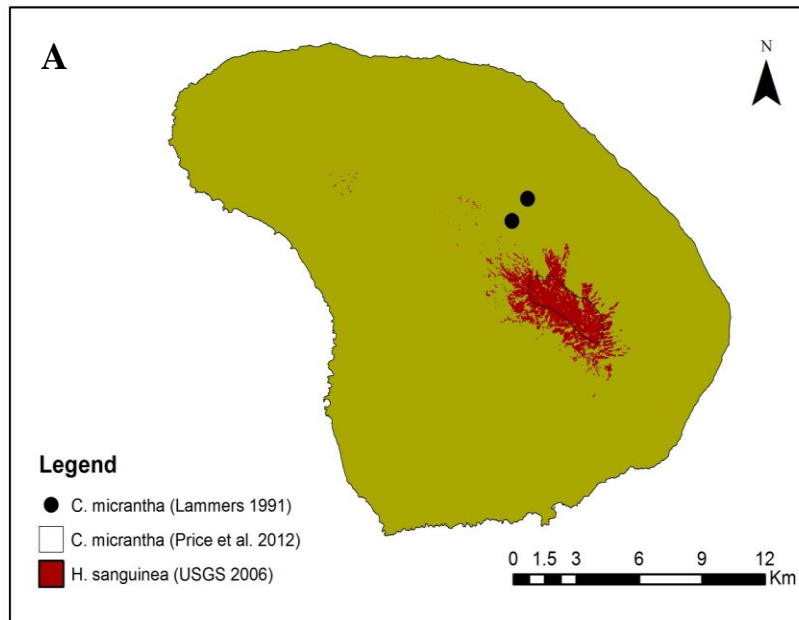 A
N
Legend
C. micrantha (Lammers 1991)
C. micrantha (Price et al. 2012)
H. sanguinea (USGS 2006)
0 1.5 3 6 9 12
Km